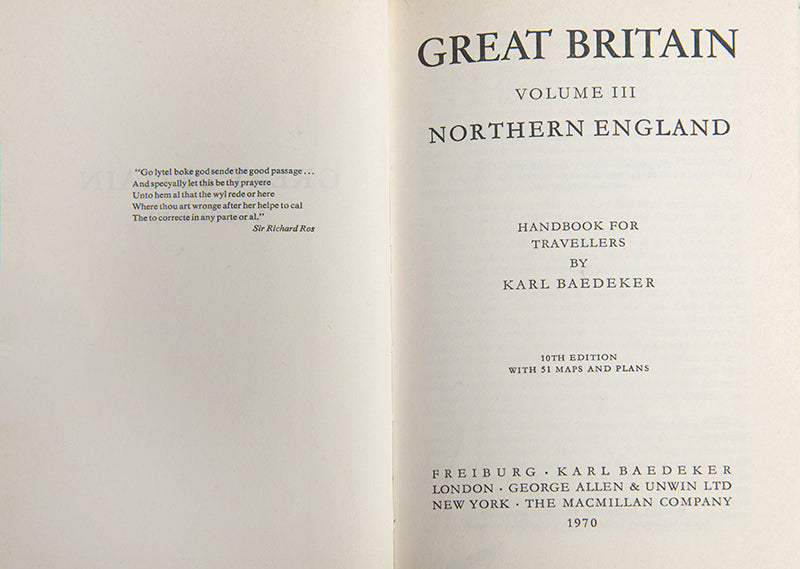 "Go lytel boke god sende the good passage ...
And specyally let this be thy prayere
Unto hem al that the wyl rede or here
Where thou art wronge after her helpe to cal
The to correcte in any parte or al."
Sir Richard Ros
GREAT BRITAIN
VOLUME III
NORTHERN ENGLAND
HANDBOOK FOR
TRAVELLERS
BY
KARL BAEDEKER
10TH EDITION
WITH 51 MAPS AND PLANS
FREIBURG · KARL BAEDEKER
LONDON · GEORGE ALLEN & UNWIN LTD
NEW YORK · THE MACMILLAN COMPANY
1970